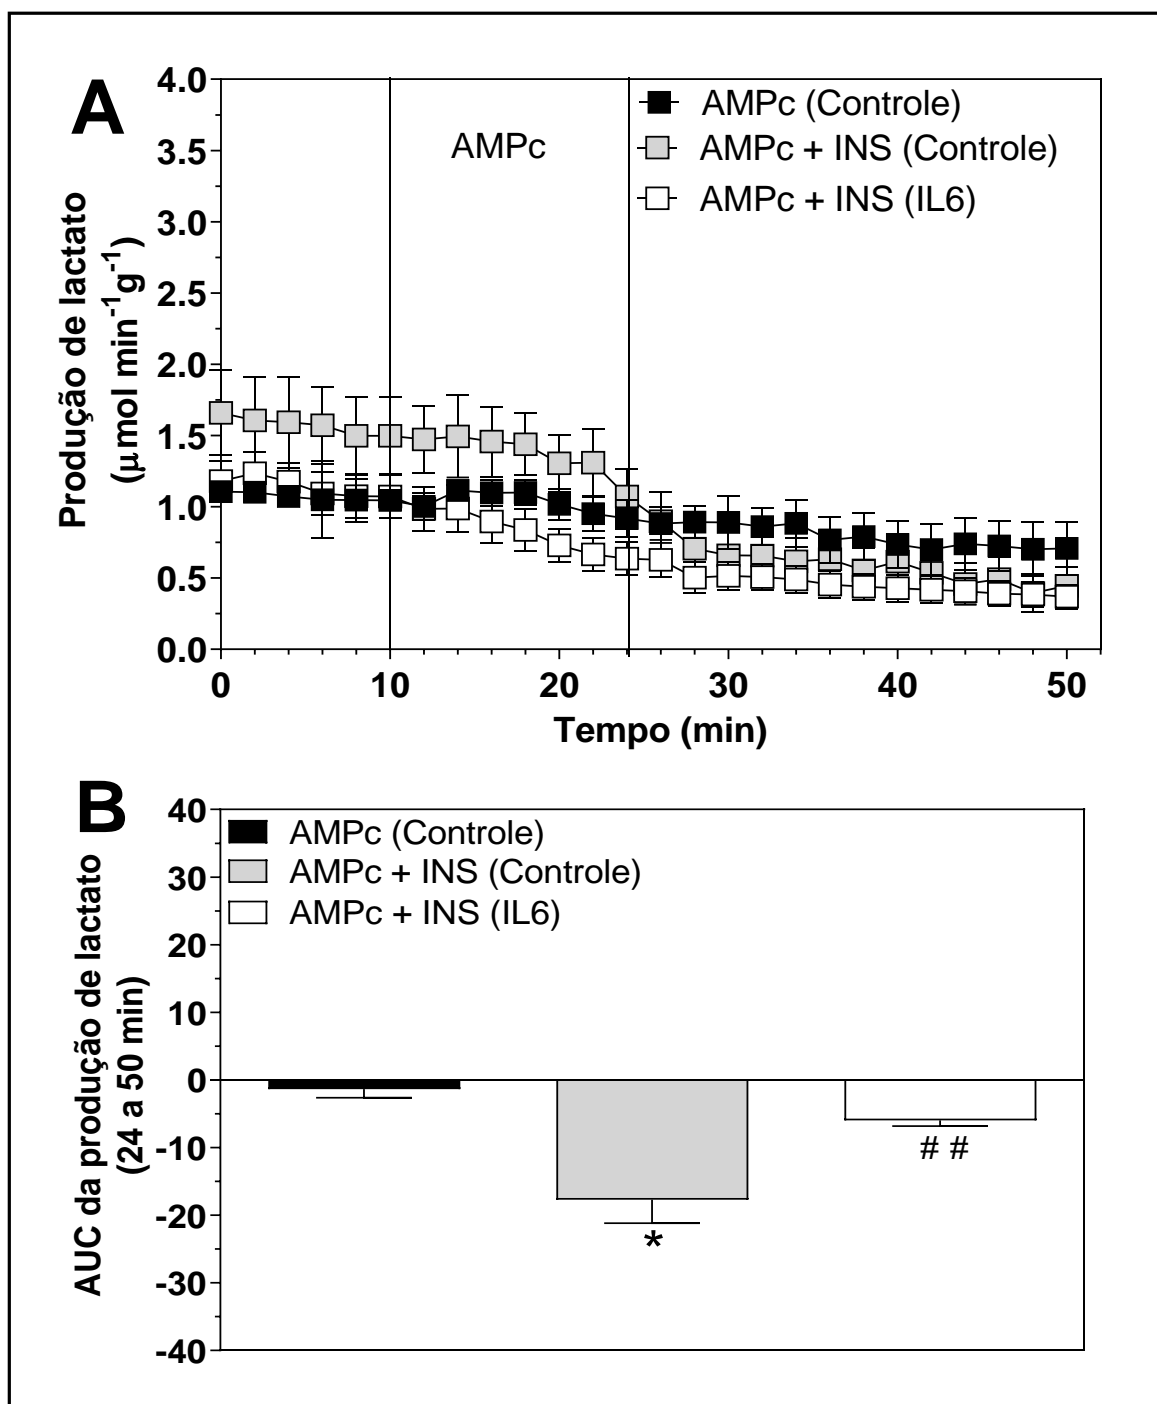 A
Produção de lactato
(μmol min⁻¹g⁻¹)
4.0
3.5
3.0
2.5
2.0
1.5
1.0
0.5
0.0
AMPc
AMPc (Controle)
AMPc + INS (Controle)
AMPc + INS (IL6)
0 10 20 30 40 50
Tempo (min)
B
AUC da produção de lactato
(24 a 50 min)
40
30
20
10
0
-10
-20
-30
-40
AMPc (Controle)
AMPc + INS (Controle)
AMPc + INS (IL6)
*
# #